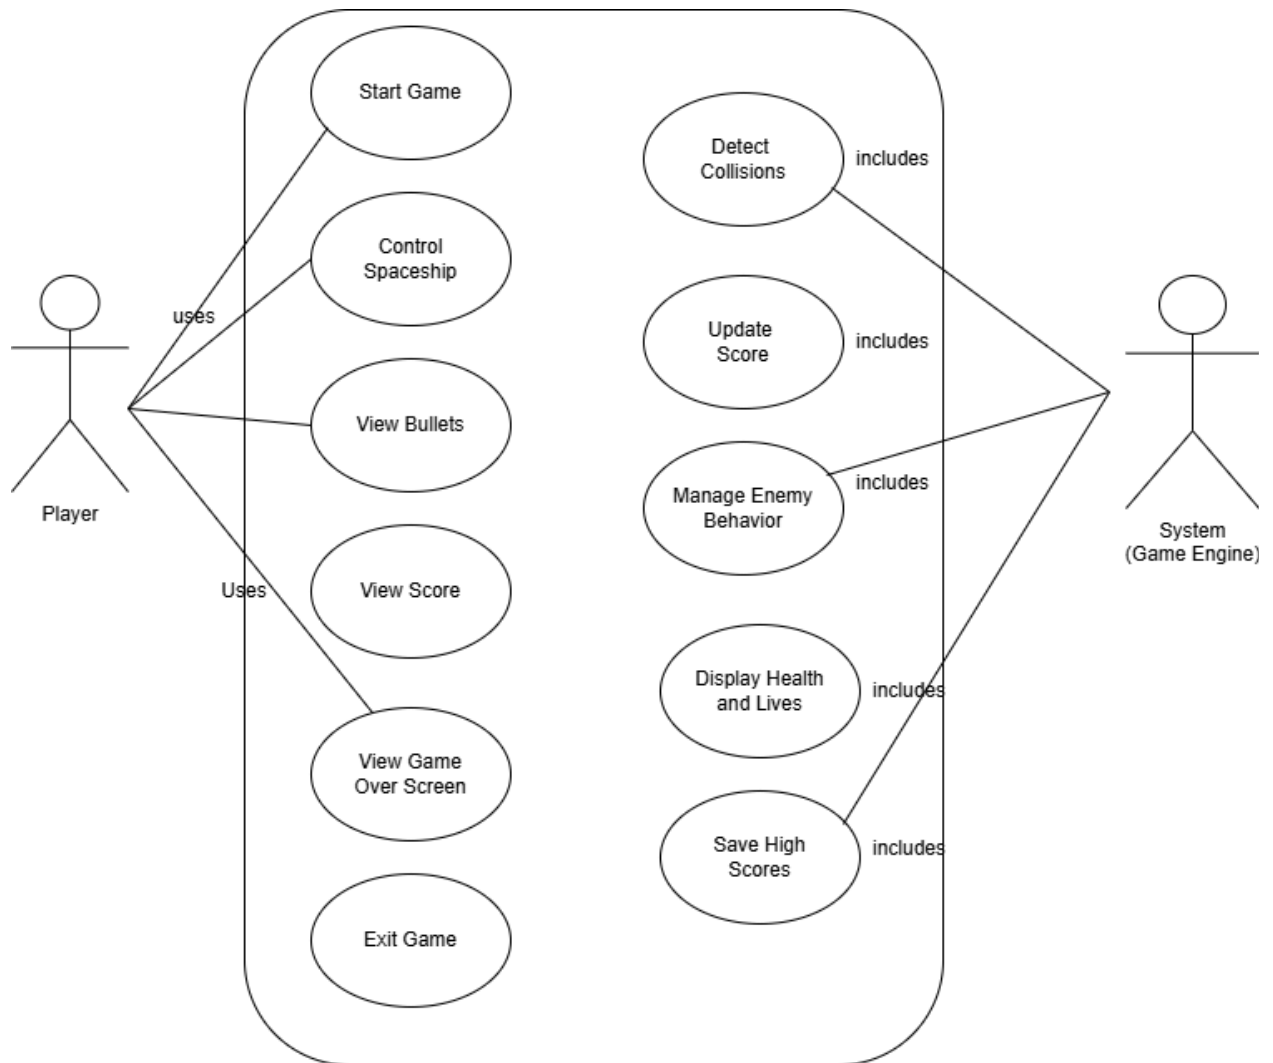 Start Game
Control
Spaceship
View Bullets
View Score
View Game
Over Screen
Exit Game
uses
Uses
Player
Detect
Collisions
includes
Update
Score
includes
Manage Enemy
Behavior
includes
Display Health
and Lives
includes
Save High
Scores
includes
System
(Game Engine)